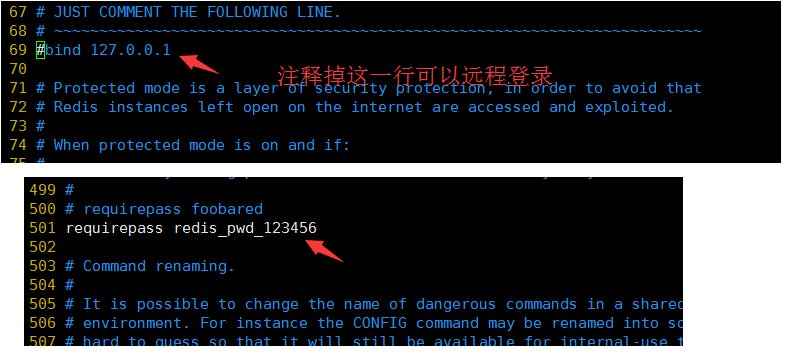 67 # JUST COMMENT THE FOLLOWING LINE.
68 # ~~~~~~~~~~~~~~~~~~~~~~~~~~~~~~~~~~~~~~~~~~~~~~~~~~~~~~~~~~~~~~~~~~~~~~~~
69 #bind 127.0.0.1
70
注释掉这一行可以远程登录
71 # Protected mode is a layer of security protection, in order to avoid that
72 # Redis instances left open on the internet are accessed and exploited.
73 #
74 # When protected mode is on and if:
75 #
499 #
500 # requirepass foobared
501 requirepass redis_pwd_123456
502
503 # Command renaming.
504 #
505 # It is possible to change the name of dangerous commands in a shared
506 # environment. For instance the CONFIG command may be renamed into so
507 # hard to guess so that it will still be available for internal-use t